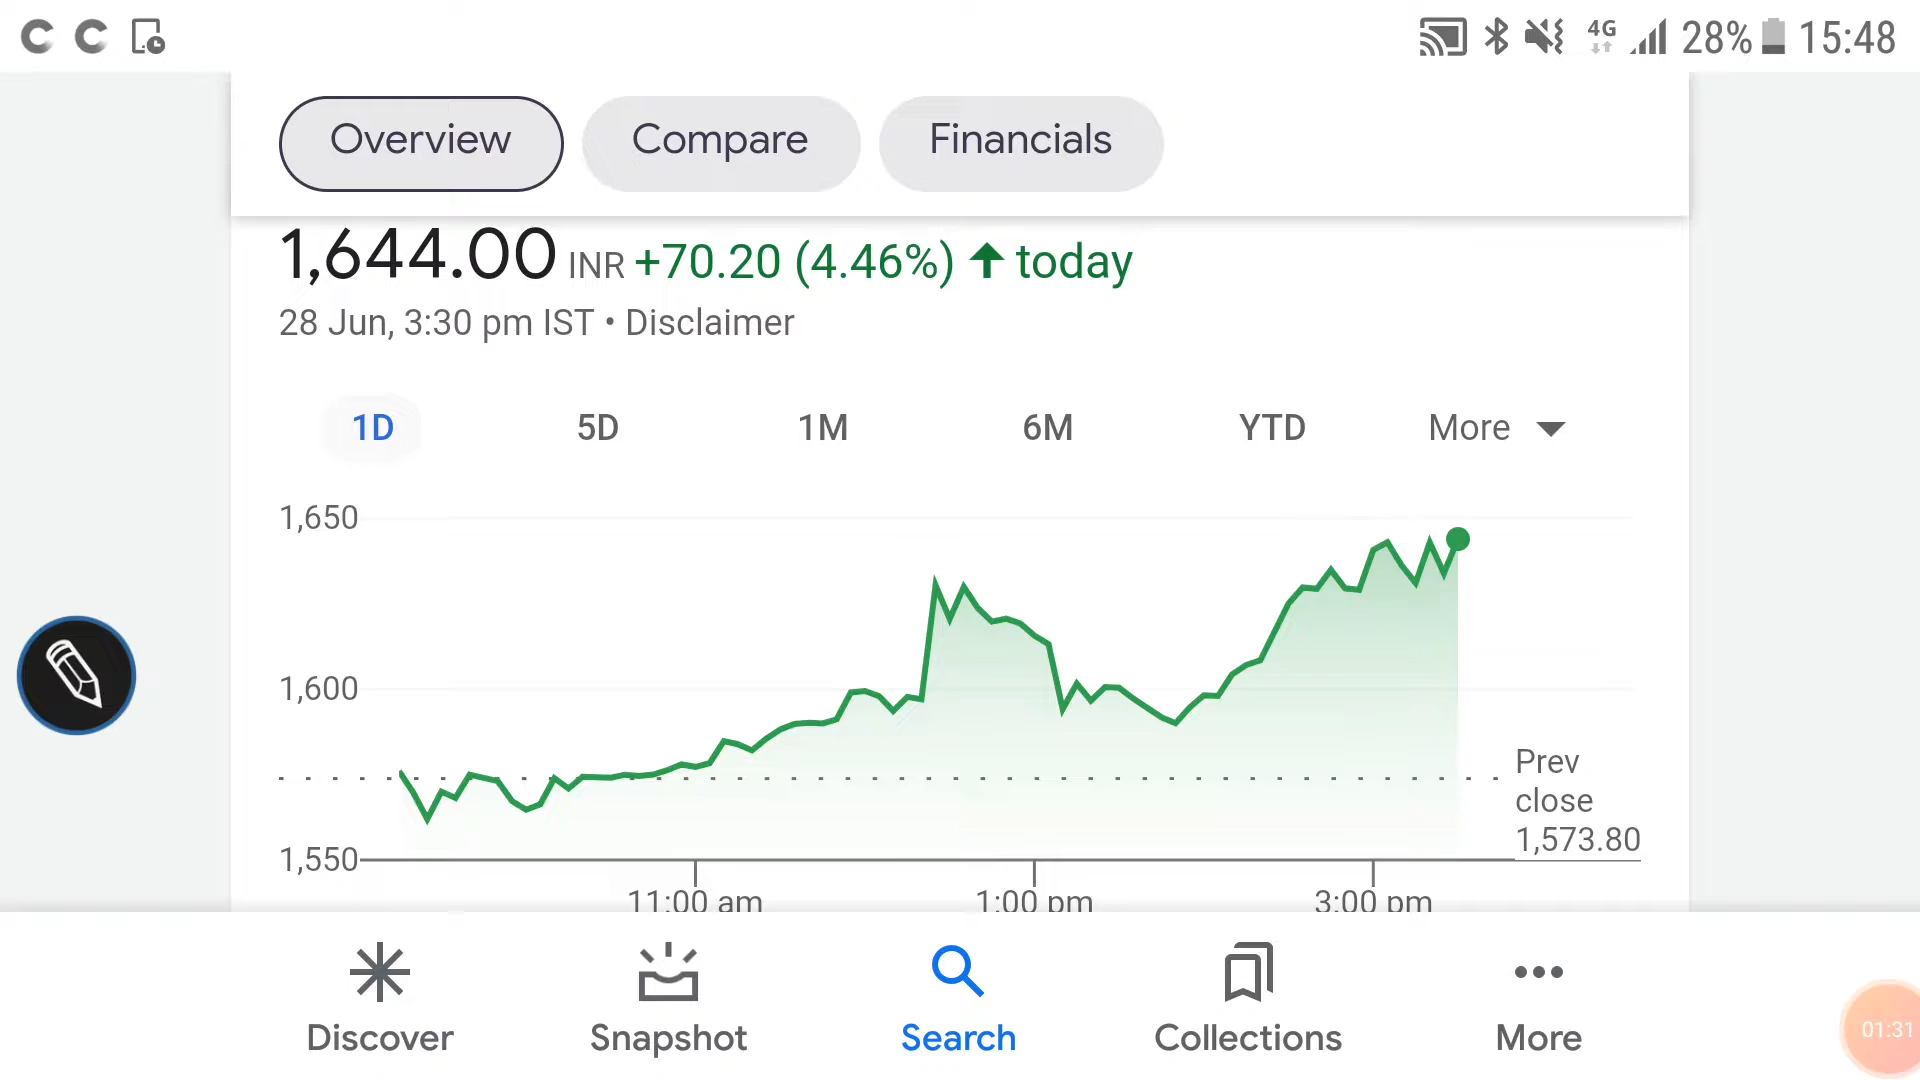 4G 28% 15:48
Overview Compare Financials
1,644.00 INR +70.20 (4.46%) ↑ today
28 Jun, 3:30 pm IST • Disclaimer
1D 5D 1M 6M YTD More
1,650
1,600
1,550
Prev
close
1,573.80
11:00 am 1:00 pm 3:00 pm
Discover Snapshot Search Collections More
01:31